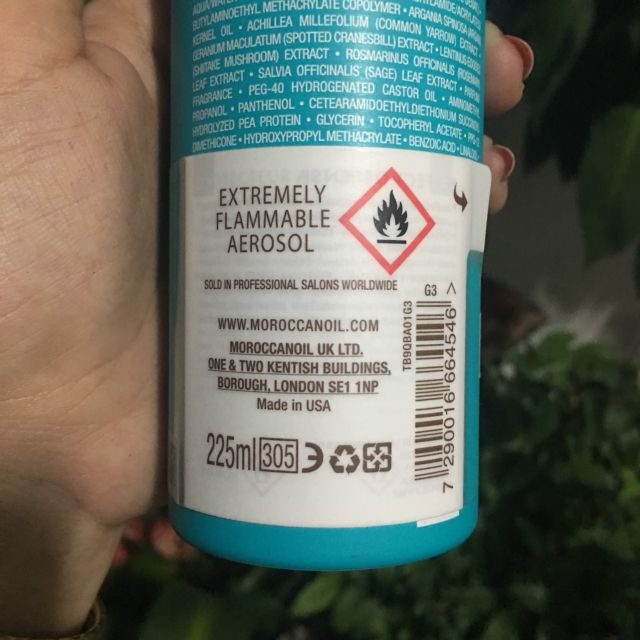 BUTYLAMINOETHYL METHACRYLATE COPOLYMER • ARGANIA SPINOSA
KERNEL OIL • ACHILLEA MILLEFOLIUM (COMMON YARROW) EXTRACT •
GERANIUM MACULATUM (SPOTTED CRANESBILL) EXTRACT • LENTINUS EDODES
(SHIITAKE MUSHROOM) EXTRACT • ROSMARINUS OFFICINALIS
LEAF EXTRACT • SALVIA OFFICINALIS (SAGE) LEAF EXTRACT •
FRAGRANCE • PEG-40 HYDROGENATED CASTOR OIL •
PROPANOL • PANTHENOL •
HYDROLYZED PEA PROTEIN • GLYCERIN • TOCOPHERYL ACETATE •
DIMETHICONE • HYDROXYPROPYL METHACRYLATE • BENZOIC ACID •
EXTREMELY
FLAMMABLE
AEROSOL
SOLD IN PROFESSIONAL SALONS WORLDWIDE
WWW.MOROCCANOIL.COM
MOROCCANOIL UK LTD.
ONE & TWO KENTISH BUILDINGS,
BOROUGH, LONDON SE1 1NP
Made in USA
225ml 305
G3 >
TB9QBA01G3
7 290016 664546